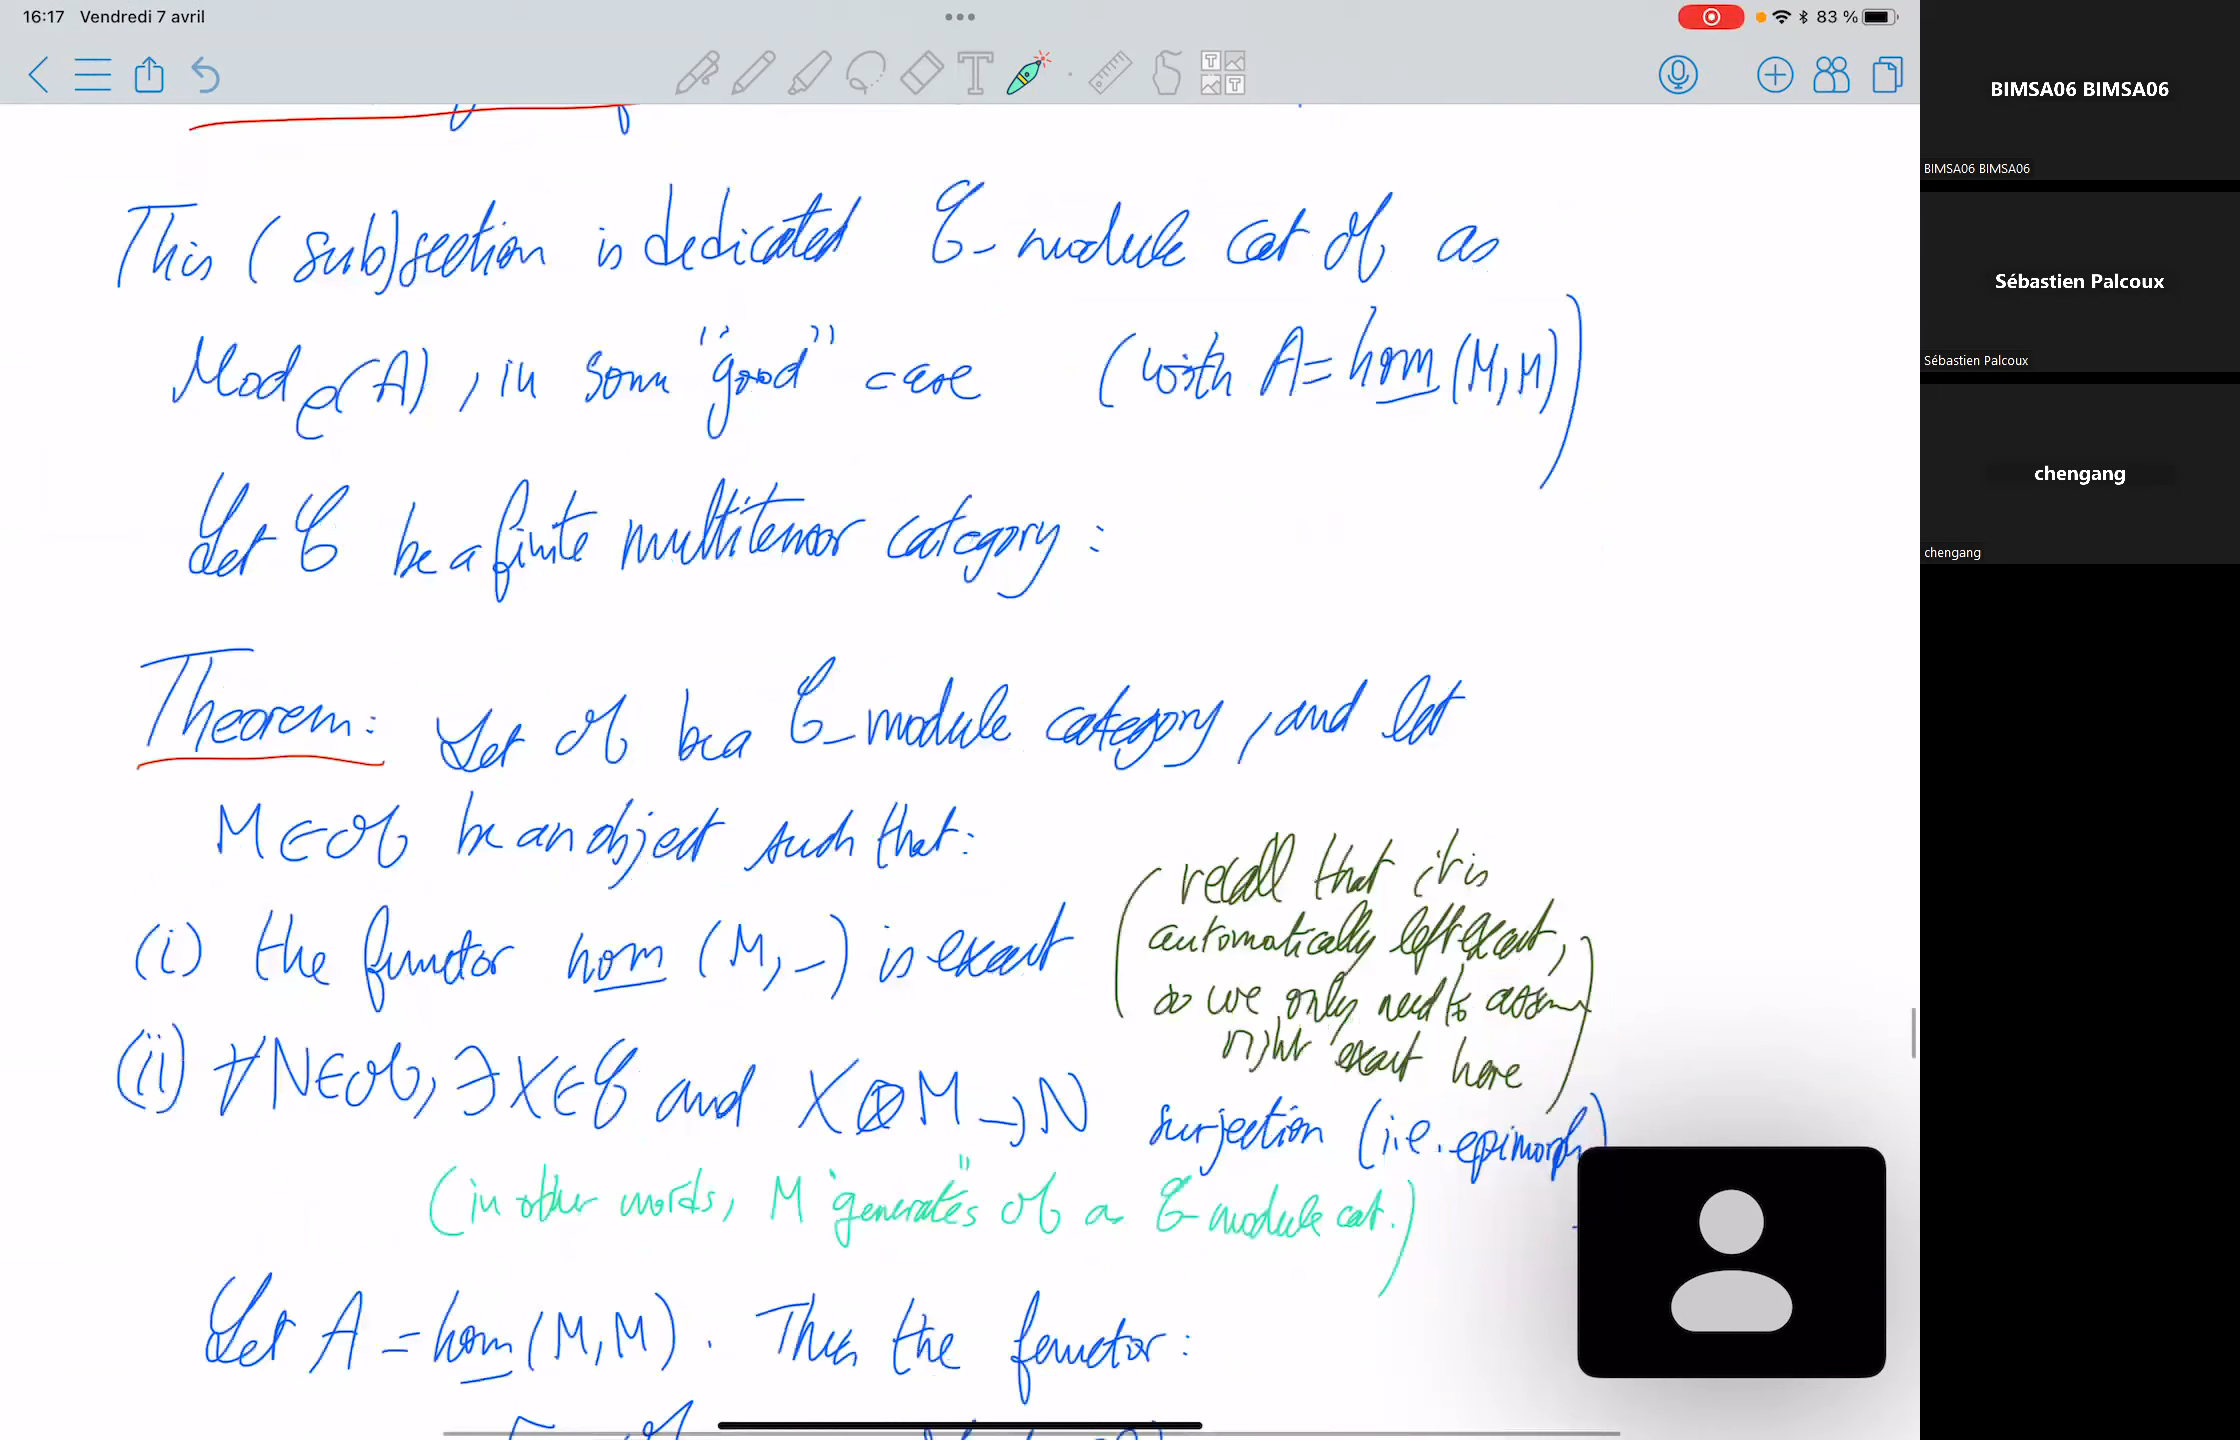 16:17 Vendredi 7 avril
83 %
This (sub)section is dedicated 𝒞-module cat ℳ as
Mod𝒞(A), in some "good" case (with A = hom(M,M))
Let 𝒞 be a finite multitensor category:
Theorem: Let ℳ be a 𝒞-module category, and let
M ∈ ℳ be an object such that:
(i) the functor hom(M,–) is exact
(recall that it is
automatically left exact,
so we only need to assume
right exact here)
(ii) ∀N∈ℳ, ∃X∈𝒞 and X⊗M → N surjection (i.e. epimorph)
(in other words, M "generates" ℳ as 𝒞-module cat.)
Let A = hom(M,M). Then the functor:
BIMSA06 BIMSA06
BIMSA06 BIMSA06
Sébastien Palcoux
Sébastien Palcoux
chengang
chengang